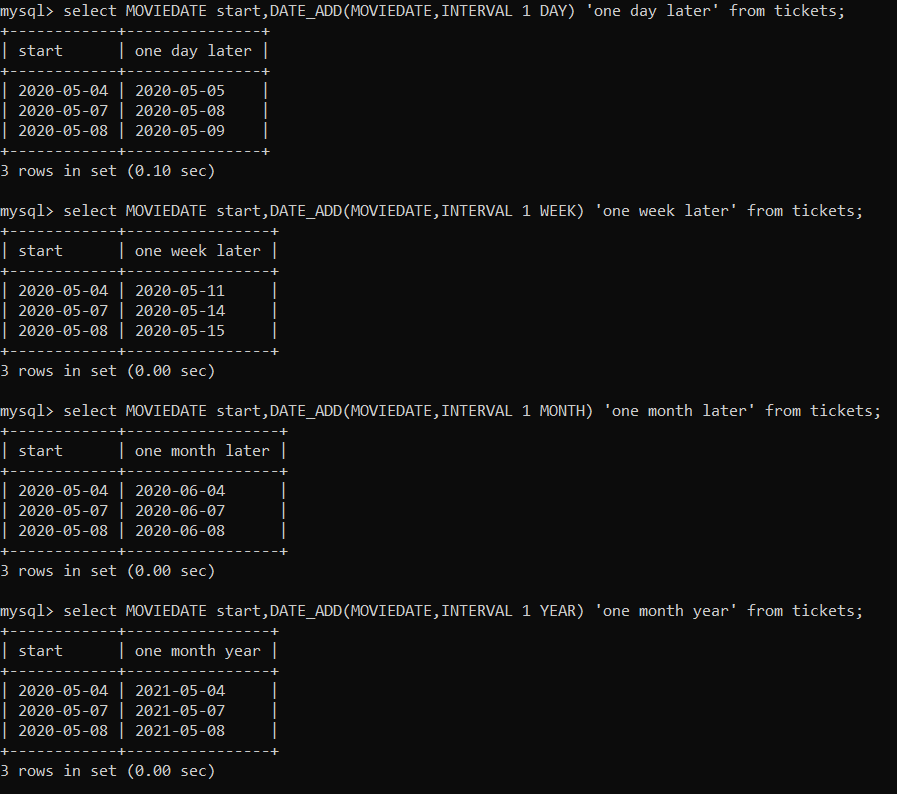 mysql> select MOVIEDATE start,DATE_ADD(MOVIEDATE,INTERVAL 1 DAY) 'one day later' from tickets;
+------------+---------------+
| start      | one day later |
+------------+---------------+
| 2020-05-04 | 2020-05-05    |
| 2020-05-07 | 2020-05-08    |
| 2020-05-08 | 2020-05-09    |
+------------+---------------+
3 rows in set (0.10 sec)

mysql> select MOVIEDATE start,DATE_ADD(MOVIEDATE,INTERVAL 1 WEEK) 'one week later' from tickets;
+------------+----------------+
| start      | one week later |
+------------+----------------+
| 2020-05-04 | 2020-05-11     |
| 2020-05-07 | 2020-05-14     |
| 2020-05-08 | 2020-05-15     |
+------------+----------------+
3 rows in set (0.00 sec)

mysql> select MOVIEDATE start,DATE_ADD(MOVIEDATE,INTERVAL 1 MONTH) 'one month later' from tickets;
+------------+-----------------+
| start      | one month later |
+------------+-----------------+
| 2020-05-04 | 2020-06-04      |
| 2020-05-07 | 2020-06-07      |
| 2020-05-08 | 2020-06-08      |
+------------+-----------------+
3 rows in set (0.00 sec)

mysql> select MOVIEDATE start,DATE_ADD(MOVIEDATE,INTERVAL 1 YEAR) 'one month year' from tickets;
+------------+----------------+
| start      | one month year |
+------------+----------------+
| 2020-05-04 | 2021-05-04     |
| 2020-05-07 | 2021-05-07     |
| 2020-05-08 | 2021-05-08     |
+------------+----------------+
3 rows in set (0.00 sec)